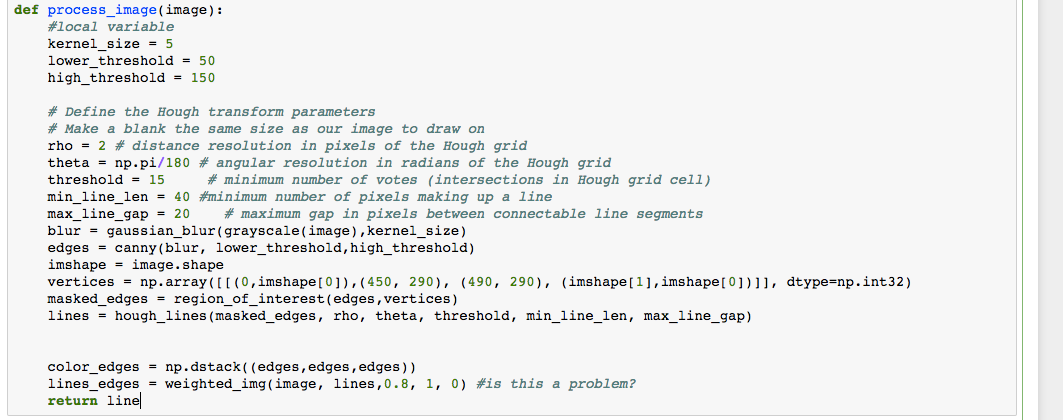 def process_image(image):
#local variable
kernel_size = 5
lower_threshold = 50
high_threshold = 150
# Define the Hough transform parameters
# Make a blank the same size as our image to draw on
rho = 2 # distance resolution in pixels of the Hough grid
theta = np.pi/180 # angular resolution in radians of the Hough grid
threshold = 15     # minimum number of votes (intersections in Hough grid cell)
min_line_len = 40 #minimum number of pixels making up a line
max_line_gap = 20    # maximum gap in pixels between connectable line segments
blur = gaussian_blur(grayscale(image),kernel_size)
edges = canny(blur, lower_threshold,high_threshold)
imshape = image.shape
vertices = np.array([[(0,imshape[0]),(450, 290), (490, 290), (imshape[1],imshape[0])]], dtype=np.int32)
masked_edges = region_of_interest(edges,vertices)
lines = hough_lines(masked_edges, rho, theta, threshold, min_line_len, max_line_gap)
color_edges = np.dstack((edges,edges,edges))
lines_edges = weighted_img(image, lines,0.8, 1, 0) #is this a problem?
return line